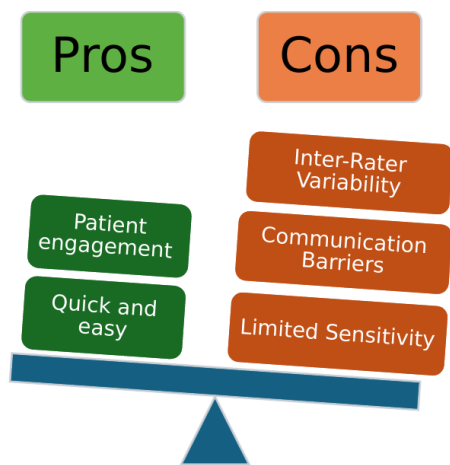 Pros
Cons
Patient
engagement
Quick and
easy
Inter-Rater
Variability
Communication
Barriers
Limited Sensitivity